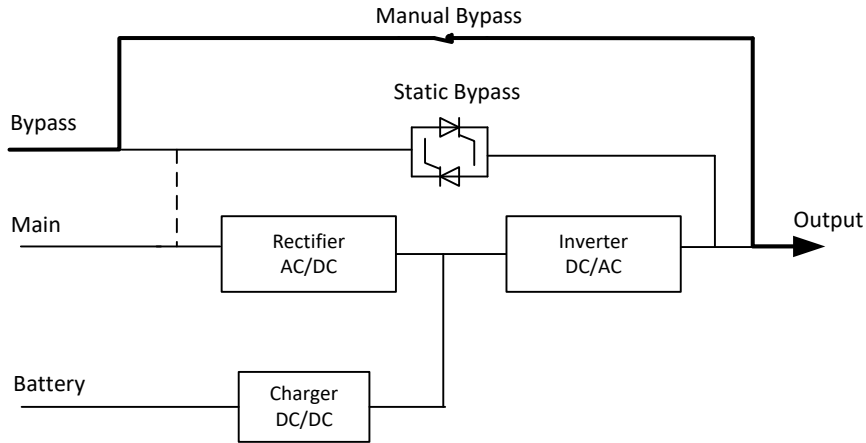 Manual Bypass
Static Bypass
Bypass
Main
Rectifier
AC/DC
Inverter
DC/AC
Output
Battery
Charger
DC/DC